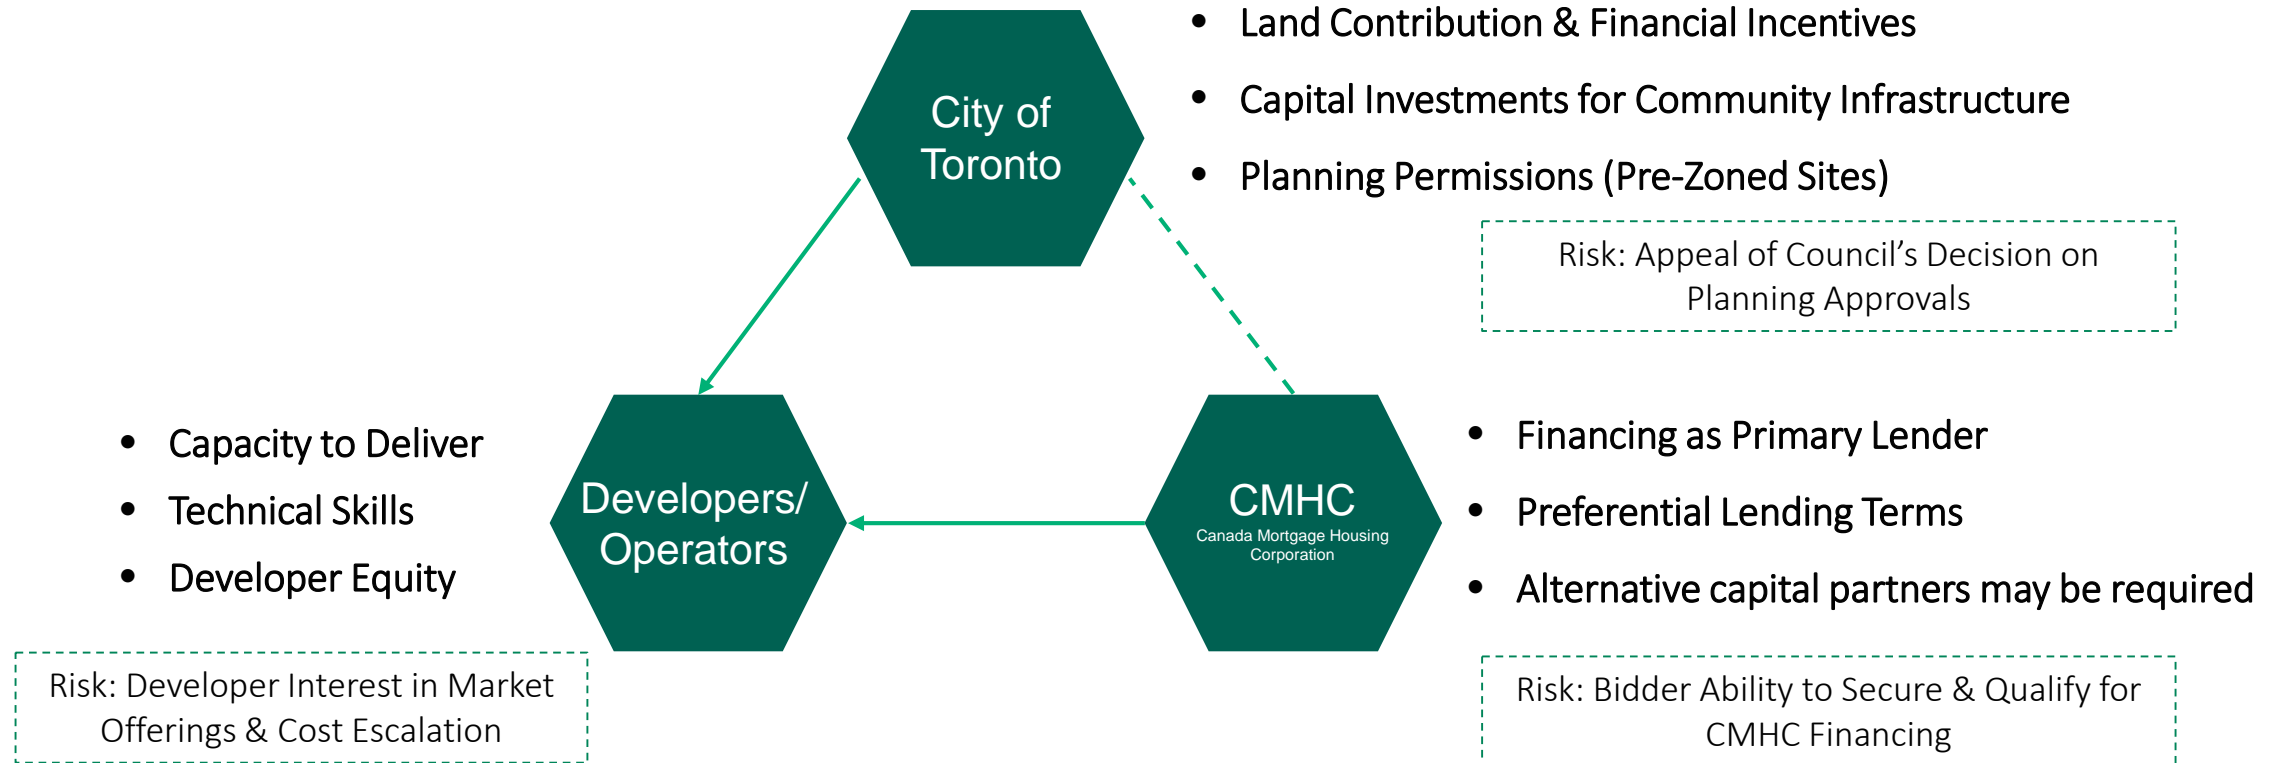 City of
Toronto
• Land Contribution & Financial Incentives
• Capital Investments for Community Infrastructure
• Planning Permissions (Pre-Zoned Sites)
Risk: Appeal of Council’s Decision on
Planning Approvals
• Capacity to Deliver
• Technical Skills
• Developer Equity
Developers/
Operators
CMHC
Canada Mortgage Housing
Corporation
• Financing as Primary Lender
• Preferential Lending Terms
• Alternative capital partners may be required
Risk: Developer Interest in Market
Offerings & Cost Escalation
Risk: Bidder Ability to Secure & Qualify for
CMHC Financing